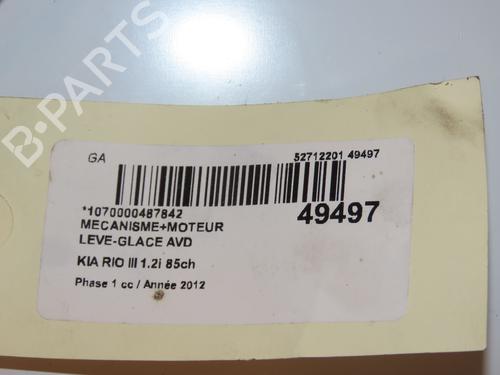 GA
52712201 49497
*1070000487842
49497
MECANISME+MOTEUR
LEVE-GLACE AVD
KIA RIO III 1.2i 85ch
Phase 1 cc / Année 2012
B-PARTS